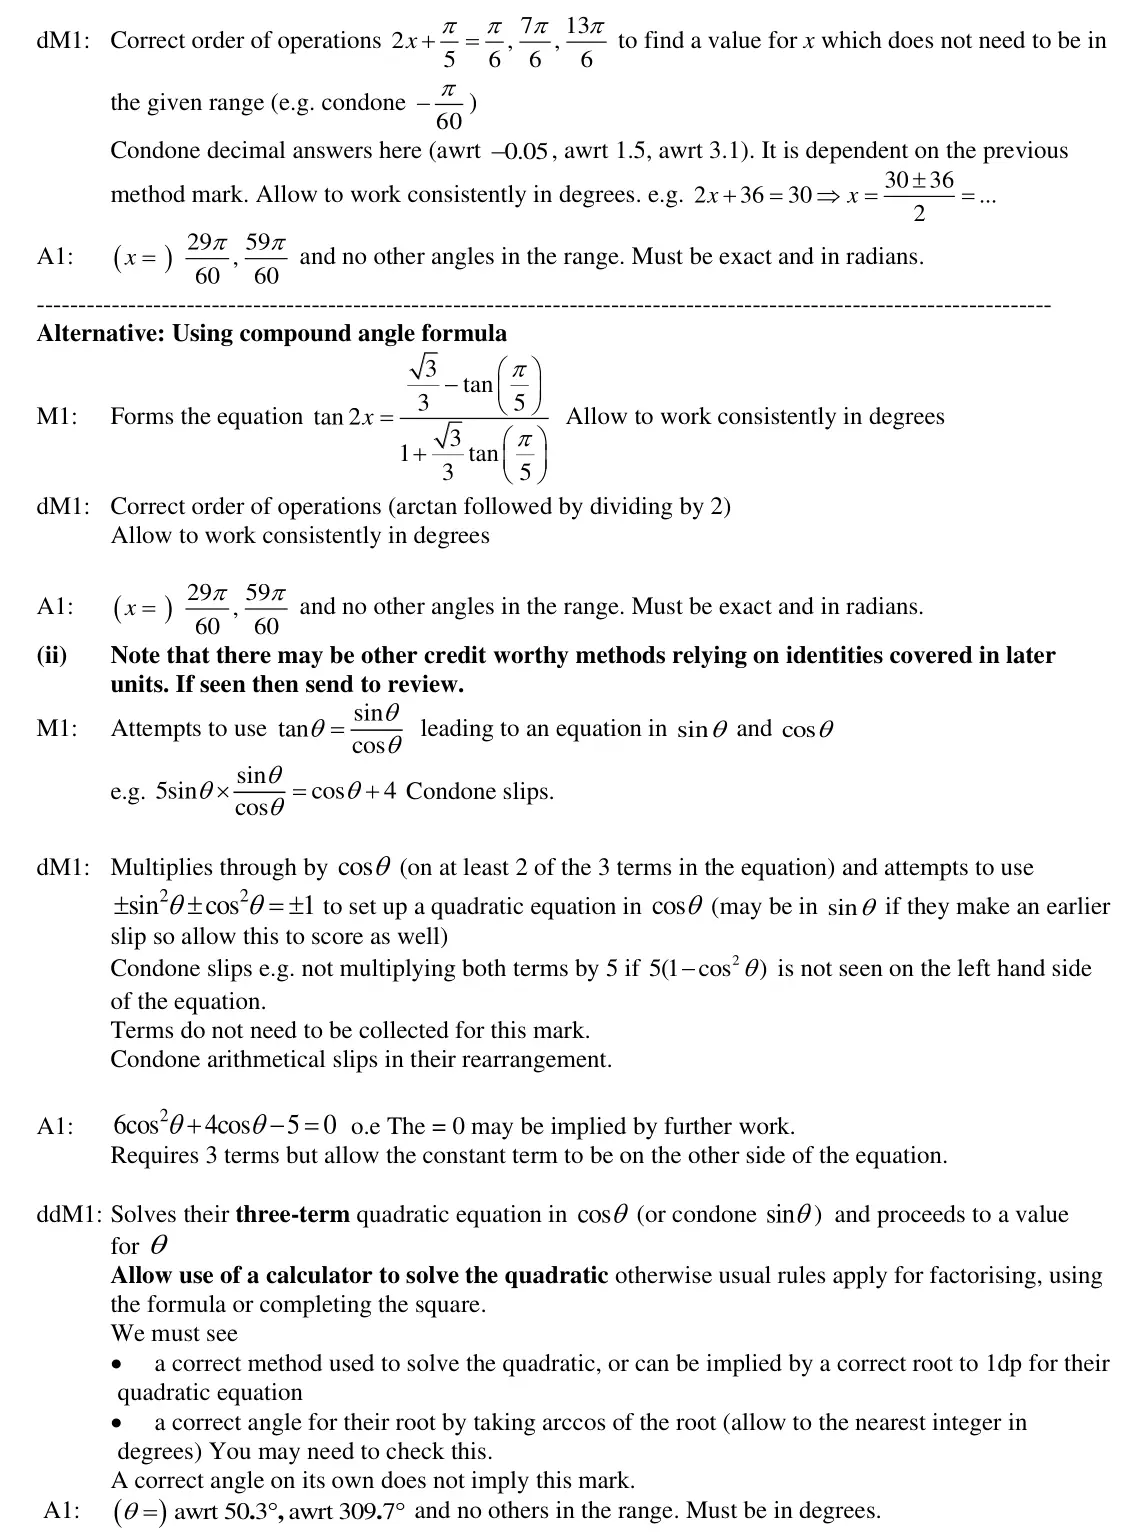 dM1: Correct order of operations 2x + π/5 = π/6, 7π/6, 13π/6 to find a value for x which does not need to be in
the given range (e.g. condone −π/60 )
Condone decimal answers here (awrt −0.05, awrt 1.5, awrt 3.1). It is dependent on the previous
method mark. Allow to work consistently in degrees. e.g. 2x + 36 = 30 ⇒ x = (30 ± 36)/2 = ...
A1: (x = ) 29π/60, 59π/60 and no other angles in the range. Must be exact and in radians.
---------------------------------------------------------------------------------------------------------------------------
Alternative: Using compound angle formula
M1: Forms the equation tan 2x = (√3/3 − tan(π/5))/(1 + √3/3 tan(π/5)) Allow to work consistently in degrees
dM1: Correct order of operations (arctan followed by dividing by 2)
Allow to work consistently in degrees
A1: (x = ) 29π/60, 59π/60 and no other angles in the range. Must be exact and in radians.
(ii) Note that there may be other credit worthy methods relying on identities covered in later
units. If seen then send to review.
M1: Attempts to use tanθ = sinθ/cosθ leading to an equation in sinθ and cosθ
e.g. 5sinθ × sinθ/cosθ = cosθ + 4 Condone slips.
dM1: Multiplies through by cosθ (on at least 2 of the 3 terms in the equation) and attempts to use
±sin²θ ± cos²θ = ±1 to set up a quadratic equation in cosθ (may be in sinθ if they make an earlier
slip so allow this to score as well)
Condone slips e.g. not multiplying both terms by 5 if 5(1−cos² θ) is not seen on the left hand side
of the equation.
Terms do not need to be collected for this mark.
Condone arithmetical slips in their rearrangement.
A1: 6cos²θ + 4cosθ − 5 = 0 o.e The = 0 may be implied by further work.
Requires 3 terms but allow the constant term to be on the other side of the equation.
ddM1: Solves their three-term quadratic equation in cosθ (or condone sinθ) and proceeds to a value
for θ
Allow use of a calculator to solve the quadratic otherwise usual rules apply for factorising, using
the formula or completing the square.
We must see
• a correct method used to solve the quadratic, or can be implied by a correct root to 1dp for their
quadratic equation
• a correct angle for their root by taking arccos of the root (allow to the nearest integer in
degrees) You may need to check this.
A correct angle on its own does not imply this mark.
A1: (θ =) awrt 50.3°, awrt 309.7° and no others in the range. Must be in degrees.